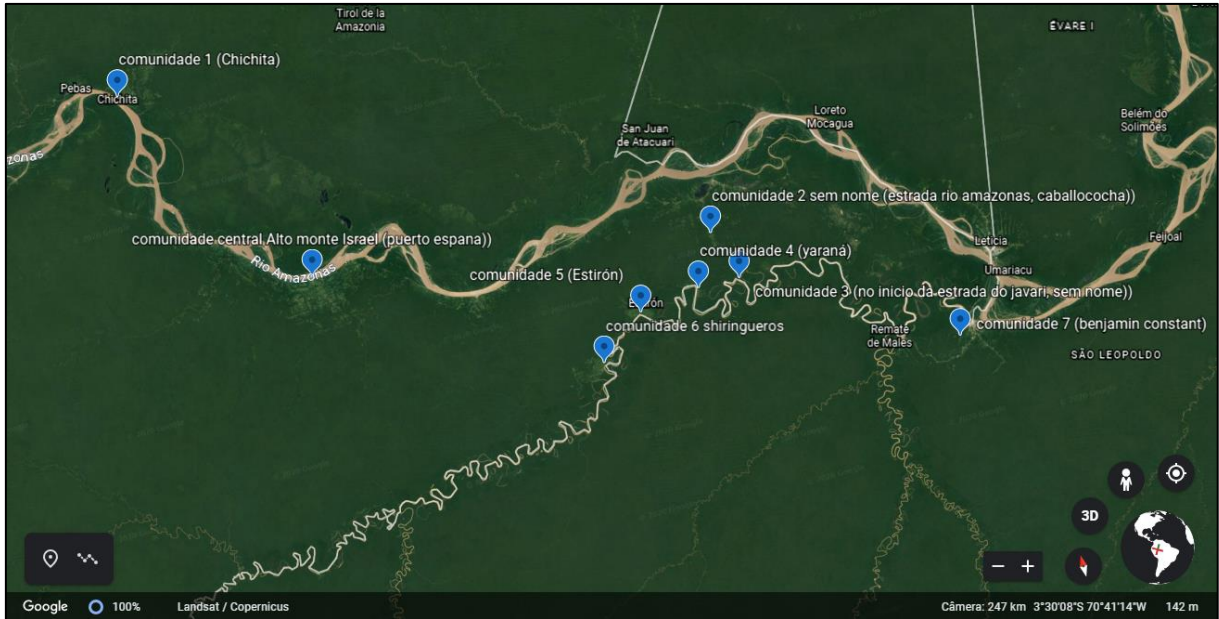 Tirol de la
Amazonia
ÉVARE I
comunidade 1 (Chichita)
Pebas
Chichita
Loreto
Mocagua
Belém do
Solimões
San Juan
de Atacuari
zonas
comunidade 2 sem nome (estrada rio amazonas, caballococha))
comunidade central Alto monte Israel (puerto espana))
Rio Amazonas
comunidade 4 (yaraná)
Letícia
Feijoal
Umariacu
comunidade 5 (Estirón)
comunidade 3 (no inicio da estrada do javari, sem nome))
comunidade 6 shiringueros
Remate
de Males
comunidade 7 (benjamin constant)
SÃO LEOPOLDO
3D
Google
100%
Landsat / Copernicus
Câmera: 247 km 3°30'08"S 70°41'14"W 142 m